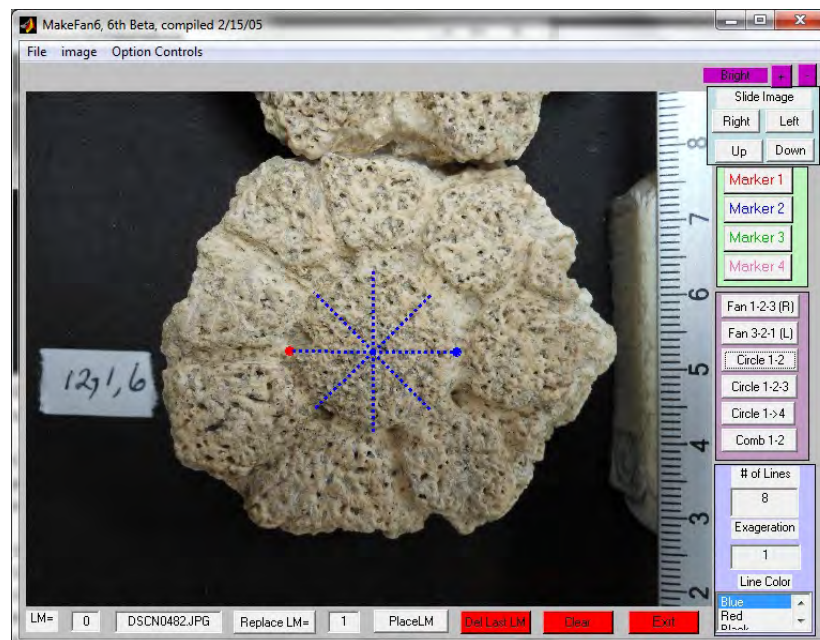 MakeFan6, 6th Beta, compiled 2/15/05
File image Option Controls
Bright + -
Slide Image
Right Left
Up Down
Marker 1
Marker 2
Marker 3
Marker 4
Fan 1-2-3 (R)
Fan 3-2-1 (L)
Circle 1-2
Circle 1-2-3
Circle 1->4
Comb 1-2
# of Lines
8
Exageration
1
Line Color
Blue
Red
Black
8
7
6
5
4
3
2
12,1,6
LM= 0 DSCN0482.JPG Replace LM= 1 PlaceLM Del Last LM Clear Exit